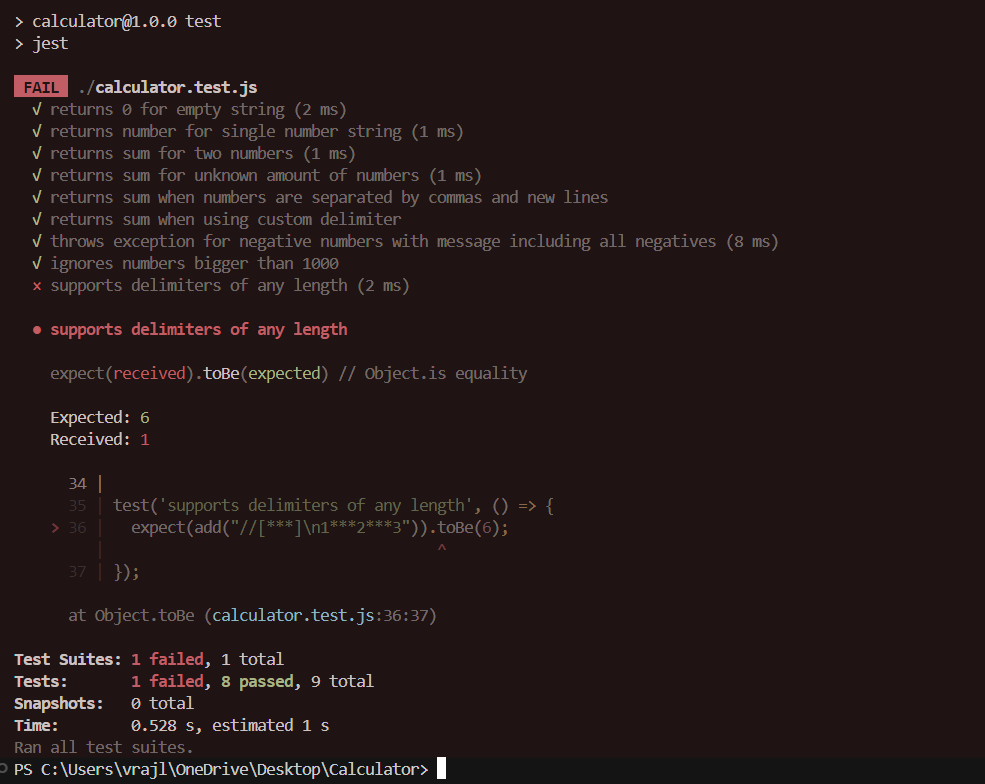 > calculator@1.0.0 test
> jest
FAIL ./calculator.test.js
√ returns 0 for empty string (2 ms)
√ returns number for single number string (1 ms)
√ returns sum for two numbers (1 ms)
√ returns sum for unknown amount of numbers (1 ms)
√ returns sum when numbers are separated by commas and new lines
√ returns sum when using custom delimiter
√ throws exception for negative numbers with message including all negatives (8 ms)
√ ignores numbers bigger than 1000
× supports delimiters of any length (2 ms)
● supports delimiters of any length
expect(received).toBe(expected) // Object.is equality
Expected: 6
Received: 1
34 |
35 | test('supports delimiters of any length', () => {
> 36 | expect(add("//[***]\n1***2***3")).toBe(6);
| ^
37 | });
at Object.toBe (calculator.test.js:36:37)
Test Suites: 1 failed, 1 total
Tests: 1 failed, 8 passed, 9 total
Snapshots: 0 total
Time: 0.528 s, estimated 1 s
Ran all test suites.
PS C:\Users\vrajl\OneDrive\Desktop\Calculator>